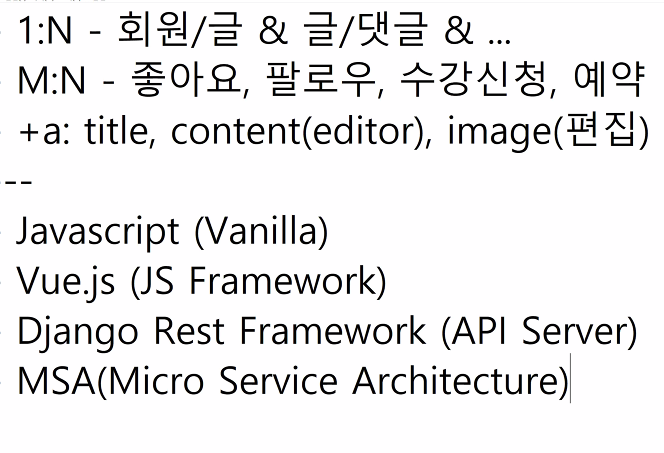 - 1:N - 회원/글 & 글/댓글 & ...
- M:N - 좋아요, 팔로우, 수강신청, 예약
- +a: title, content(editor), image(편집)
---
- Javascript (Vanilla)
- Vue.js (JS Framework)
- Django Rest Framework (API Server)
- MSA(Micro Service Architecture)